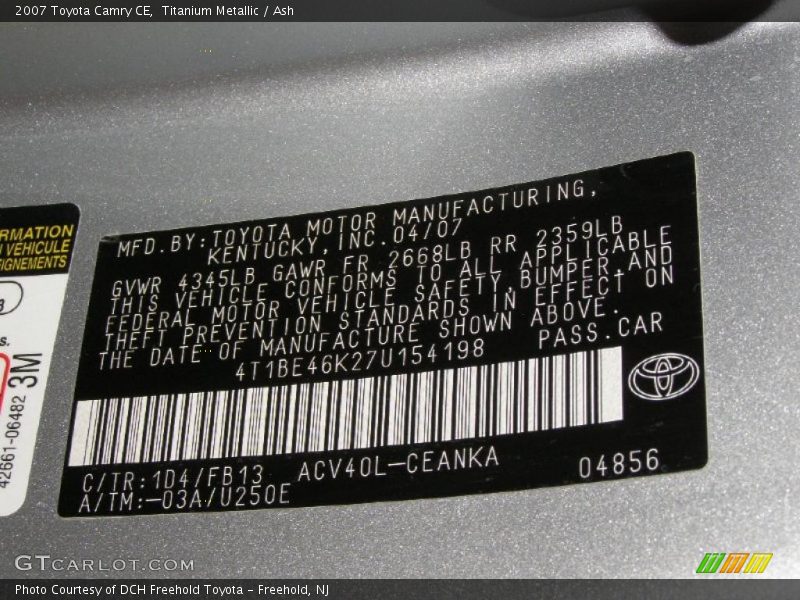 2007 Toyota Camry CE,  Titanium Metallic / Ash
RMATION
VEHICULE
EIGNEMENTS
3
s.
3M
42661-06482
MFD.BY:TOYOTA MOTOR MANUFACTURING,
KENTUCKY,INC.04/07
GVWR 4345LB GAWR FR 2668LB RR 2359LB
THIS VEHICLE CONFORMS TO ALL APPLICABLE
FEDERAL MOTOR VEHICLE SAFETY,BUMPER,AND
THEFT PREVENTION STANDARDS IN EFFECT ON
THE DATE OF MANUFACTURE SHOWN ABOVE.
4T1BE46K27U154198 PASS.CAR
C/TR:1D4/FB13 ACV40L-CEANKA
A/TM:-03A/U250E 04856
GTCARLOT.COM
Photo Courtesy of DCH Freehold Toyota - Freehold, NJ